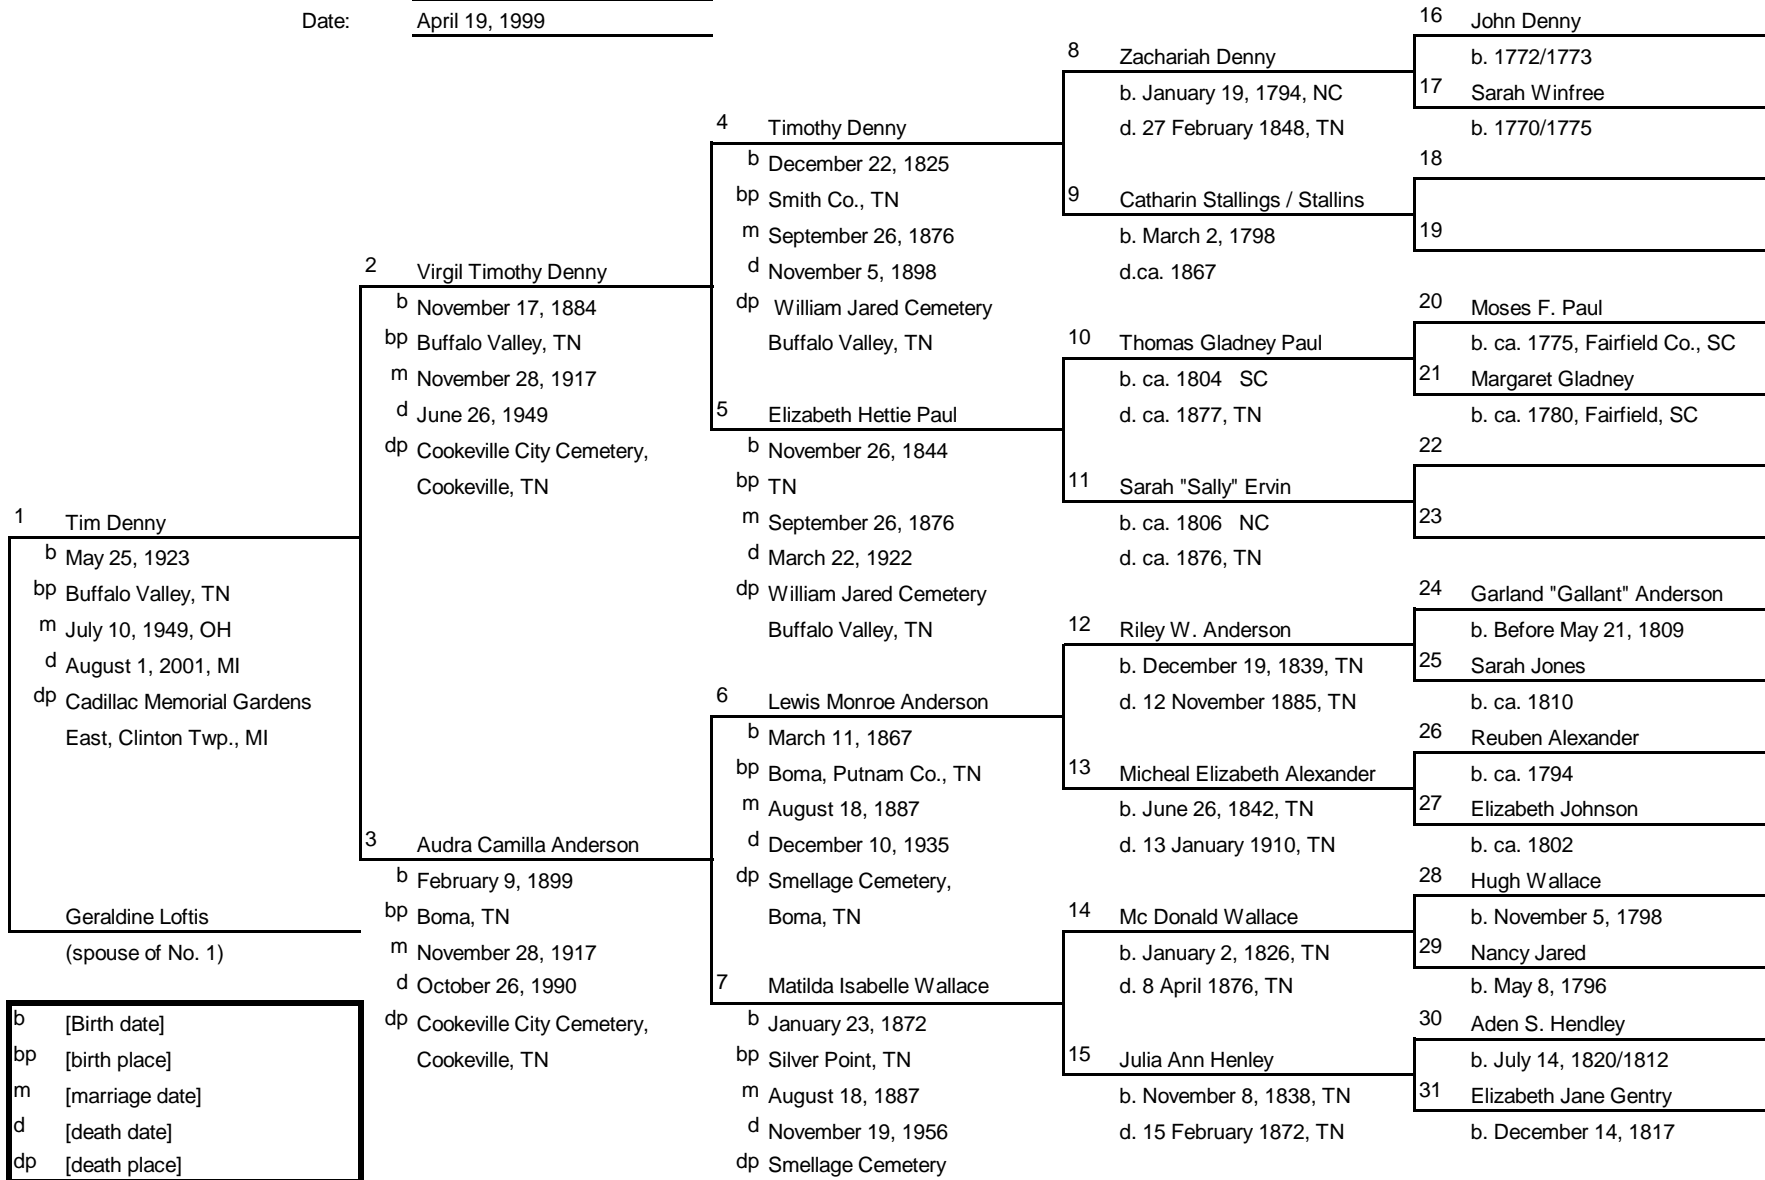 Date: April 19, 1999
1 Tim Denny
b May 25, 1923
bp Buffalo Valley, TN
m July 10, 1949, OH
d August 1, 2001, MI
dp Cadillac Memorial Gardens
East, Clinton Twp., MI
Geraldine Loftis
(spouse of No. 1)
b [Birth date]
bp [birth place]
m [marriage date]
d [death date]
dp [death place]
2 Virgil Timothy Denny
b November 17, 1884
bp Buffalo Valley, TN
m November 28, 1917
d June 26, 1949
dp Cookeville City Cemetery,
Cookeville, TN
3 Audra Camilla Anderson
b February 9, 1899
bp Boma, TN
m November 28, 1917
d October 26, 1990
dp Cookeville City Cemetery,
Cookeville, TN
4 Timothy Denny
b December 22, 1825
bp Smith Co., TN
m September 26, 1876
d November 5, 1898
dp William Jared Cemetery
Buffalo Valley, TN
5 Elizabeth Hettie Paul
b November 26, 1844
bp TN
m September 26, 1876
d March 22, 1922
dp William Jared Cemetery
Buffalo Valley, TN
6 Lewis Monroe Anderson
b March 11, 1867
bp Boma, Putnam Co., TN
m August 18, 1887
d December 10, 1935
dp Smellage Cemetery,
Boma, TN
7 Matilda Isabelle Wallace
b January 23, 1872
bp Silver Point, TN
m August 18, 1887
d November 19, 1956
dp Smellage Cemetery
8 Zachariah Denny
b. January 19, 1794, NC
d. 27 February 1848, TN
9 Catharin Stallings / Stallins
b. March 2, 1798
d.ca. 1867
10 Thomas Gladney Paul
b. ca. 1804 SC
d. ca. 1877, TN
11 Sarah "Sally" Ervin
b. ca. 1806 NC
d. ca. 1876, TN
12 Riley W. Anderson
b. December 19, 1839, TN
d. 12 November 1885, TN
13 Micheal Elizabeth Alexander
b. June 26, 1842, TN
d. 13 January 1910, TN
14 Mc Donald Wallace
b. January 2, 1826, TN
d. 8 April 1876, TN
15 Julia Ann Henley
b. November 8, 1838, TN
d. 15 February 1872, TN
16 John Denny
b. 1772/1773
17 Sarah Winfree
b. 1770/1775
18
19
20 Moses F. Paul
b. ca. 1775, Fairfield Co., SC
21 Margaret Gladney
b. ca. 1780, Fairfield, SC
22
23
24 Garland "Gallant" Anderson
b. Before May 21, 1809
25 Sarah Jones
b. ca. 1810
26 Reuben Alexander
b. ca. 1794
27 Elizabeth Johnson
b. ca. 1802
28 Hugh Wallace
b. November 5, 1798
29 Nancy Jared
b. May 8, 1796
30 Aden S. Hendley
b. July 14, 1820/1812
31 Elizabeth Jane Gentry
b. December 14, 1817